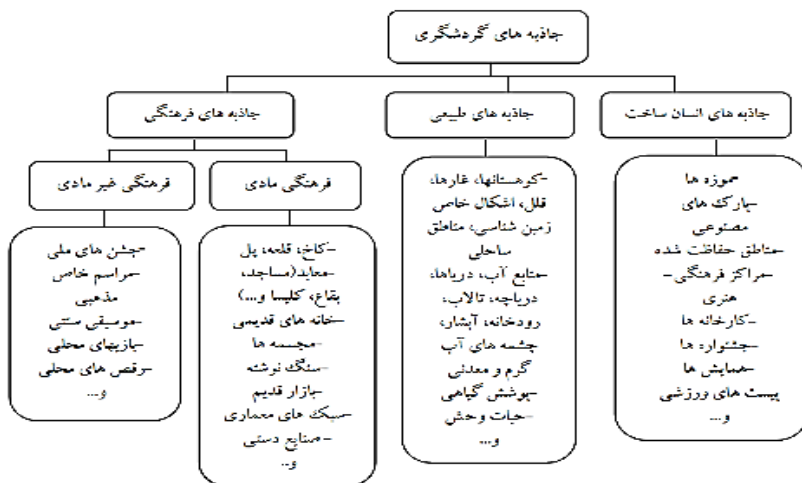 جاذبه های گردشگری
جاذبه های انسان ساخت
جاذبه های طبیعی
جاذبه های فرهنگی
فرهنگی مادی
فرهنگی غیر مادی
-موزه ها
-پارک های
مصنوعی
-مناطق حفاظت شده
-مراکز فرهنگی-
هنری
-کارخانه ها
-جشنواره ها
-همایش ها
پیست های ورزشی
و...
-کوهستانها، غارها،
قلل، اشکال خاص
زمین شناسی، مناطق
ساحلی
-منابع آب، دریاها،
دریاچه، تالاب،
رودخانه، آبشار،
چشمه های آب
گرم و معدنی
-پوشش گیاهی
-حیات وحش
و...
-کاخ، قلعه، پل
-معابد(مساجد،
بقاع، کلیسا و...)
-خانه های قدیمی
-مجسمه ها
-سنگ نوشته
-بازار قدیم
-سبک های معماری
-صنایع دستی
و..
-جشن های ملی
-مراسم خاص
مذهبی
-موسیقی سنتی
-بازیهای محلی
-رقص های محلی
و...